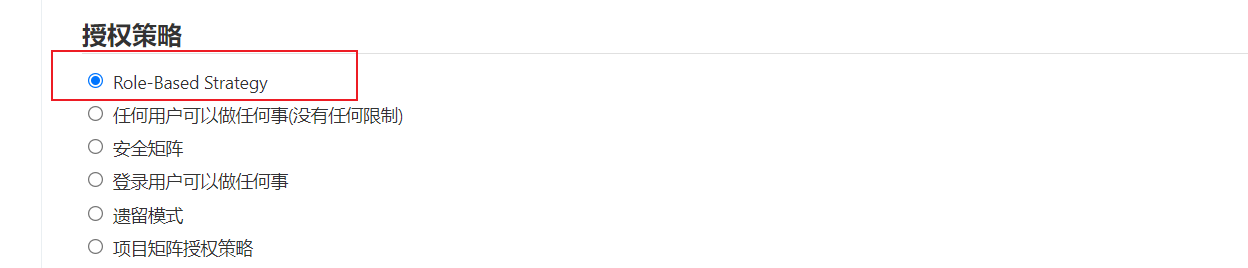 授权策略
Role-Based Strategy
任何用户可以做任何事(没有任何限制)
安全矩阵
登录用户可以做任何事
遗留模式
项目矩阵授权策略